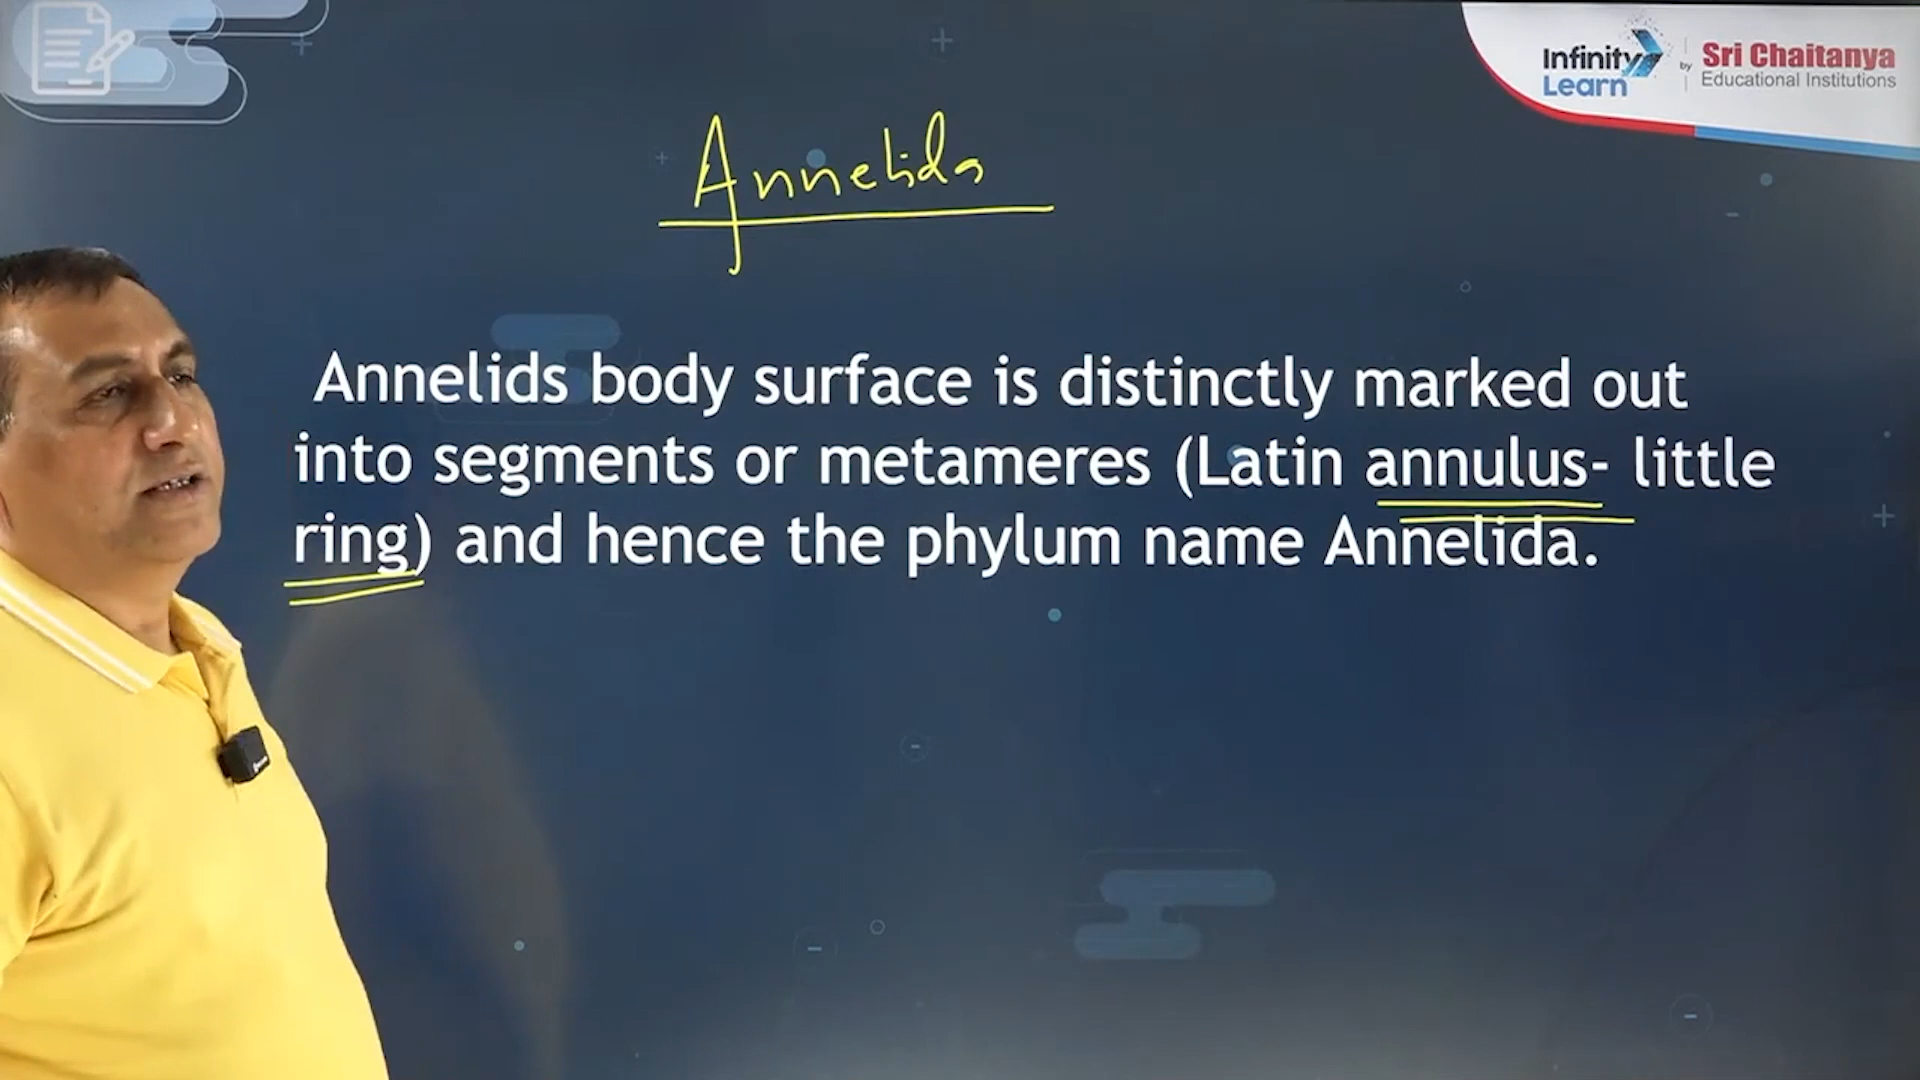 Infinity Learn by Sri Chaitanya
Educational Institutions
Annelida
Annelids body surface is distinctly marked out
into segments or metameres (Latin annulus- little
ring) and hence the phylum name Annelida.